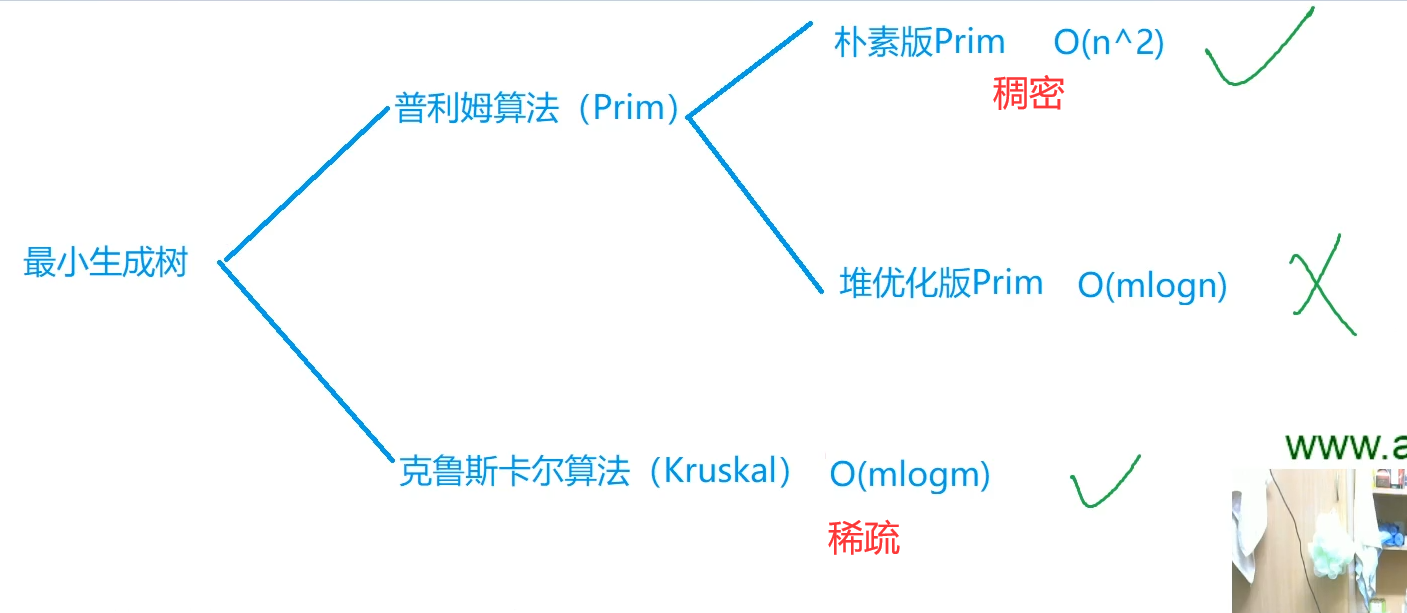 朴素版Prim O(n^2)
稠密
普利姆算法（Prim）
最小生成树
堆优化版Prim O(mlogn)
www.a
克鲁斯卡尔算法（Kruskal） O(mlogm)
稀疏